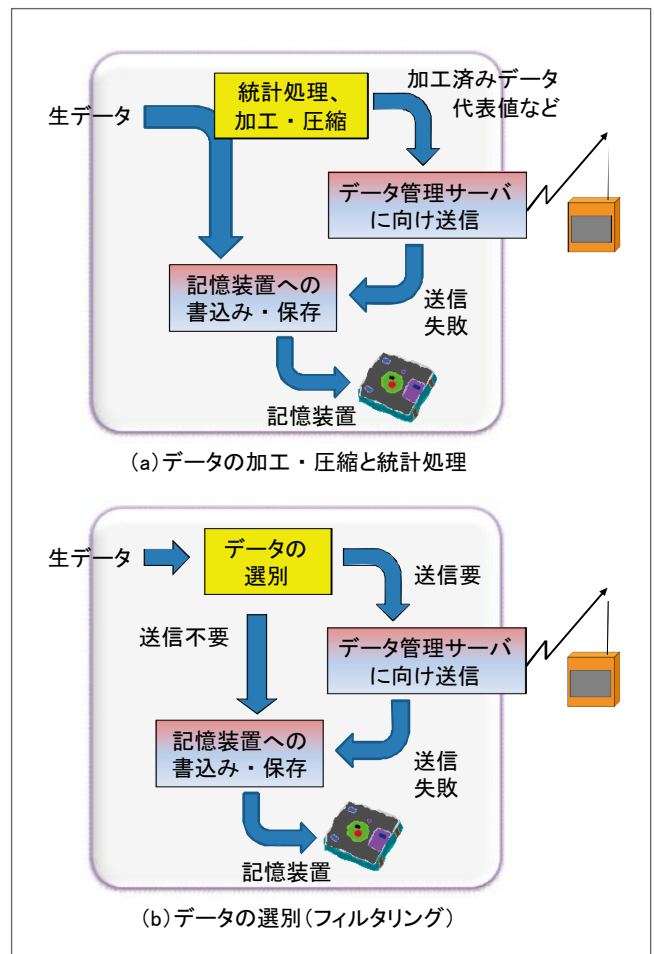 統計処理、
加工・圧縮
加工済みデータ
代表値など
生データ
データ管理サーバ
に向け送信
記憶装置への
書込み・保存
送信
失敗
記憶装置
(a)データの加工・圧縮と統計処理
生データ
データの
選別
送信要
送信不要
データ管理サーバ
に向け送信
記憶装置への
書込み・保存
送信
失敗
記憶装置
(b)データの選別(フィルタリング)